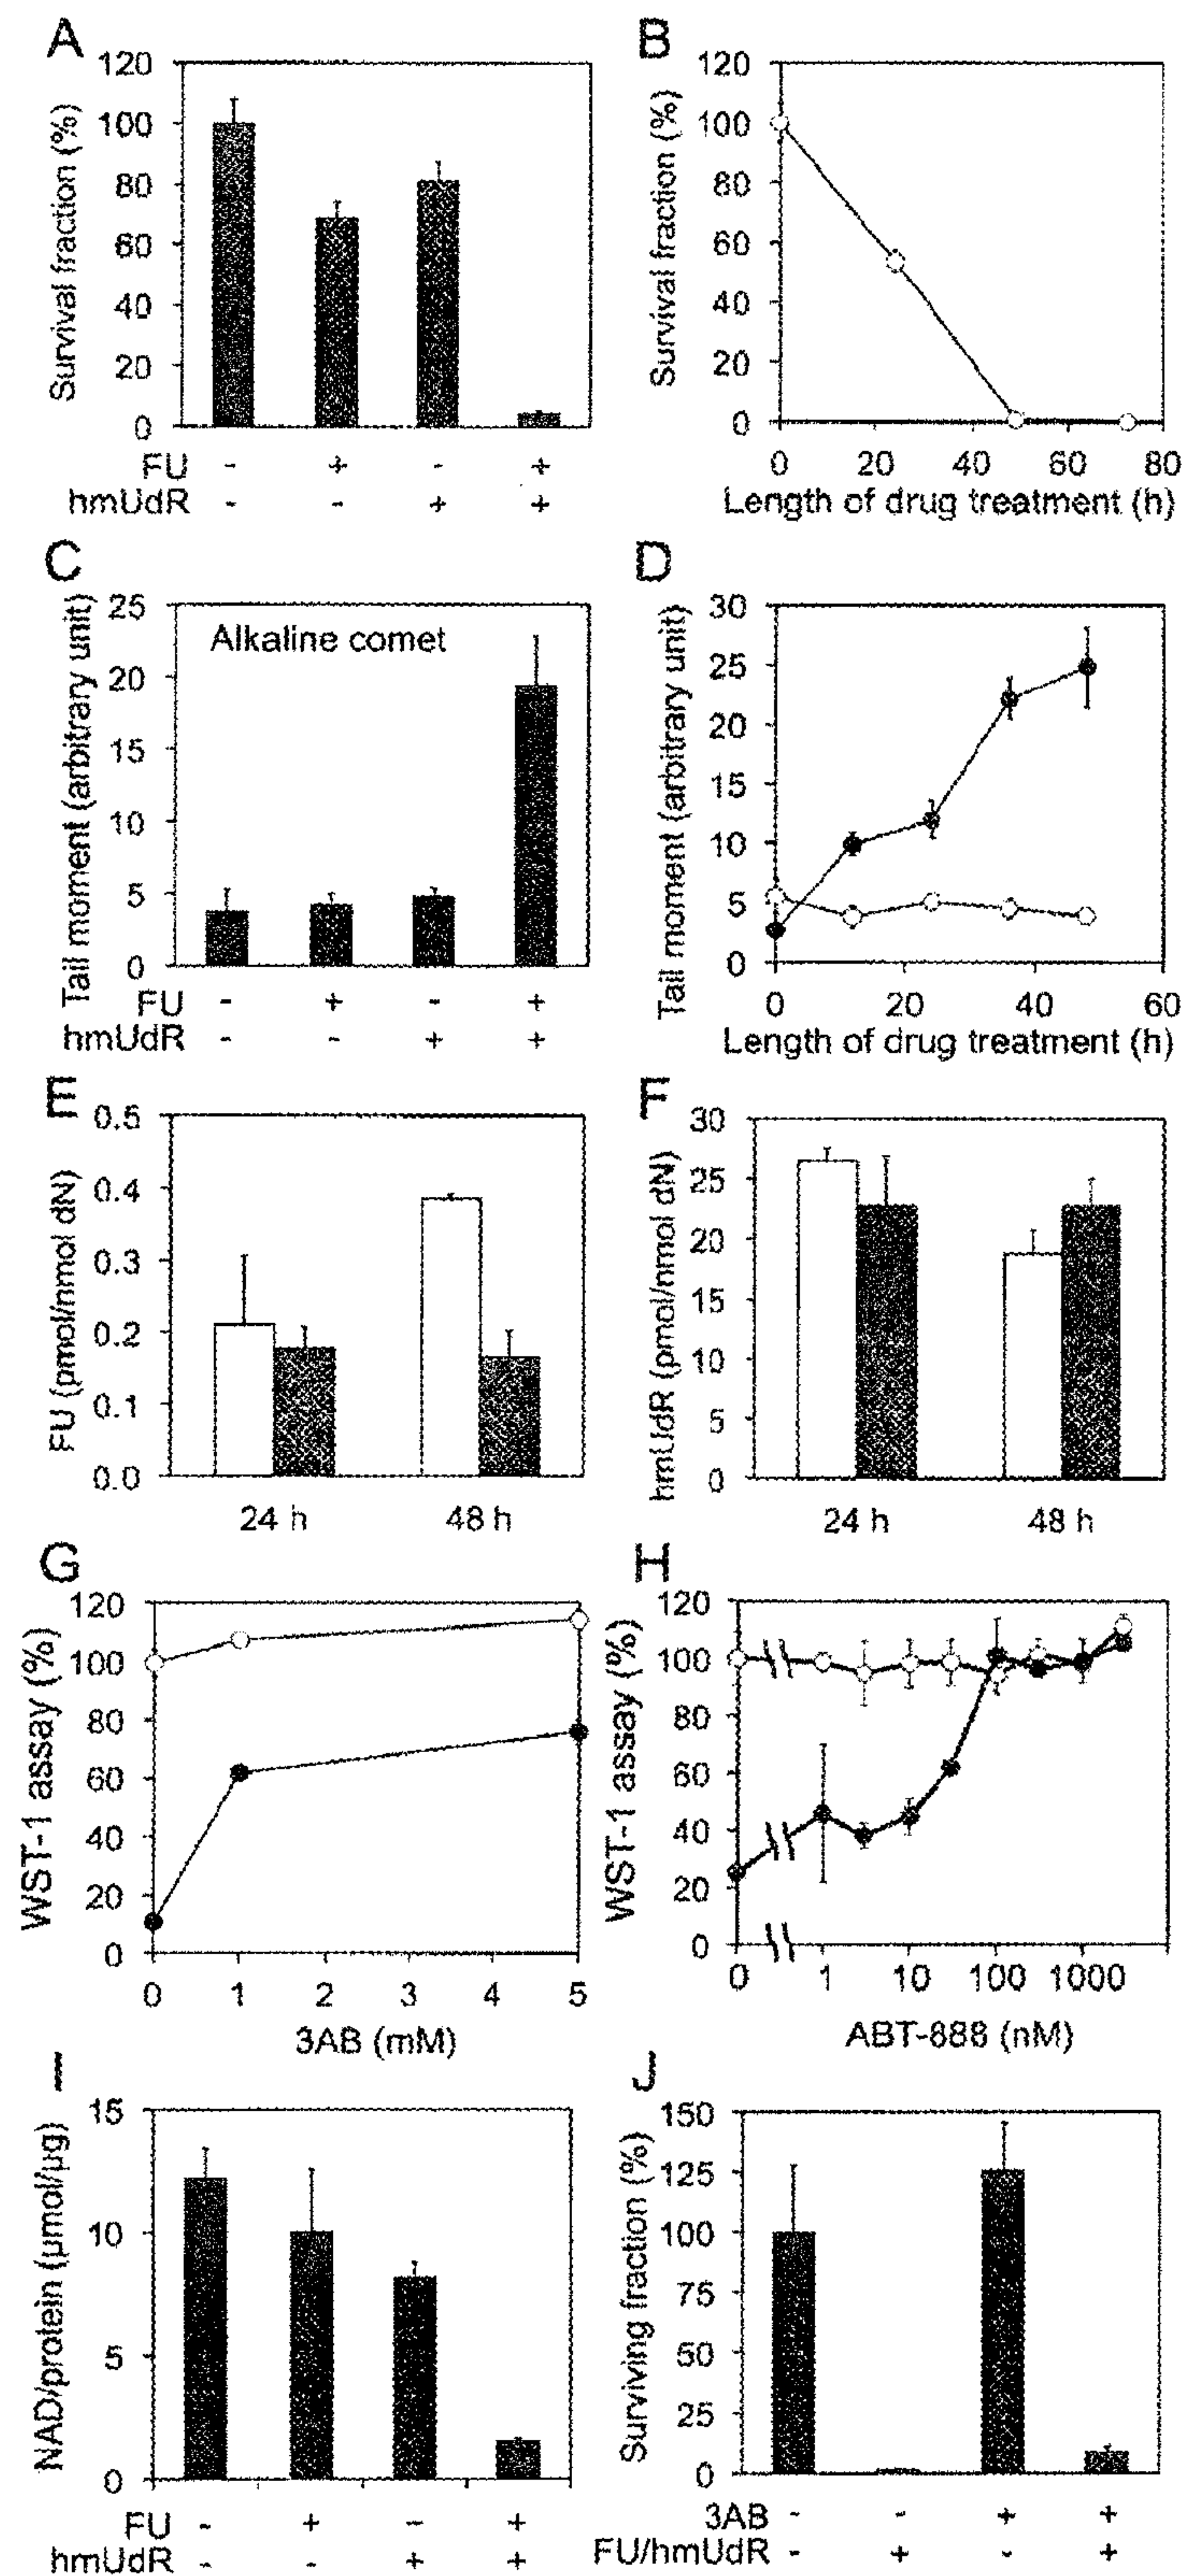 A
B
Survival fraction (%)
120
100
80
60
40
20
0
FU - + - +
hmUdR - - + +
Survival fraction (%)
120
100
80
60
40
20
0
0 20 40 60 80
Length of drug treatment (h)
C
D
Tail moment (arbitrary unit)
25
20
15
10
5
0
Alkaline comet
FU - + - +
hmUdR - - + +
Tail moment (arbitrary unit)
30
25
20
15
10
5
0
0 20 40 60
Length of drug treatment (h)
E
F
FU (pmol/nmol dN)
0.5
0.4
0.3
0.2
0.1
0.0
24 h 48 h
hmUdR (pmol/nmol dN)
30
25
20
15
10
5
0
24 h 48 h
G
H
WST-1 assay (%)
120
100
80
60
40
20
0
0 1 2 3 4 5
3AB (mM)
WST-1 assay (%)
120
100
80
60
40
20
0
0 1 10 100 1000
ABT-888 (nM)
I
J
NAD/protein (µmol/µg)
15
10
5
0
FU - + - +
hmUdR - - + +
Surviving fraction (%)
150
125
100
75
50
25
0
3AB - - + +
FU/hmUdR - + - +